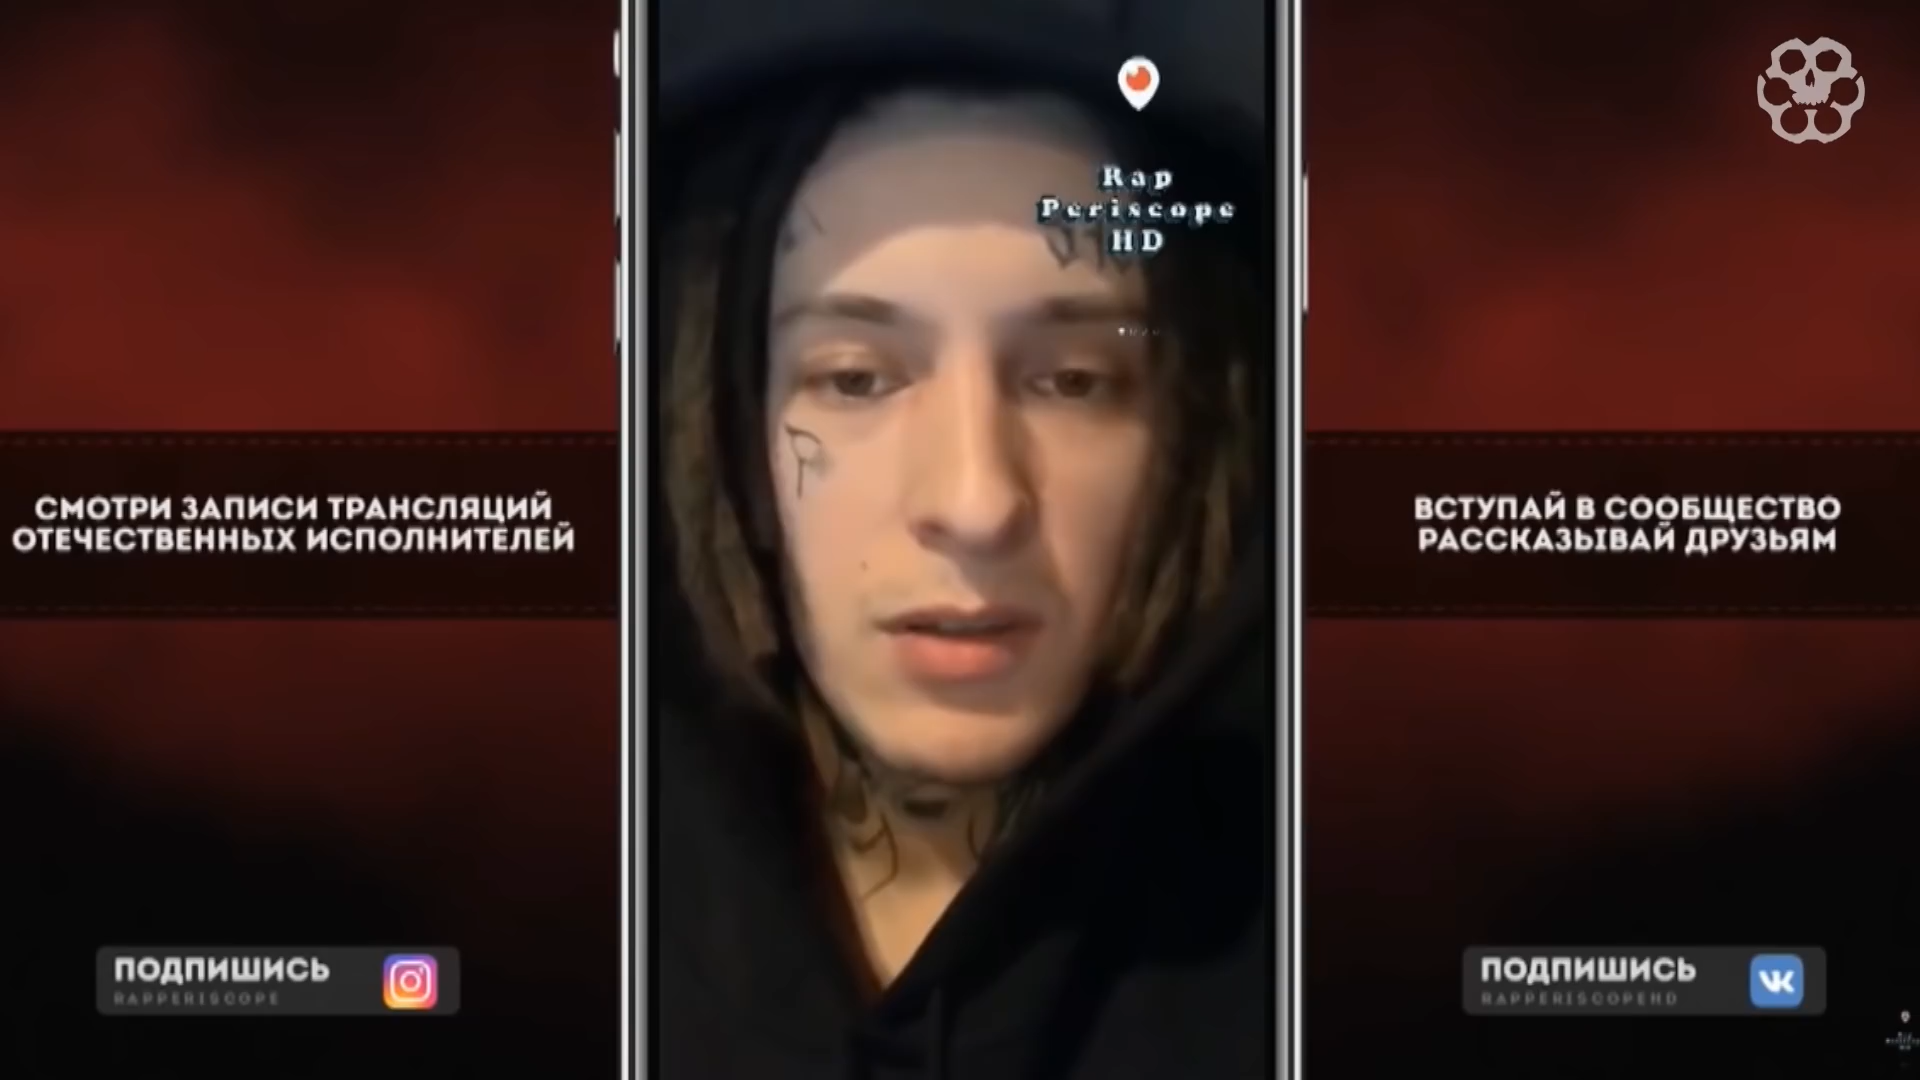 Rap
Periscope
HD
СМОТРИ ЗАПИСИ ТРАНСЛЯЦИЙ
ОТЕЧЕСТВЕННЫХ ИСПОЛНИТЕЛЕЙ
ВСТУПАЙ В СООБЩЕСТВО
РАССКАЗЫВАЙ ДРУЗЬЯМ
ПОДПИШИСЬ
RAPPERISCOPE
ПОДПИШИСЬ
RAPPERISCOPEHD